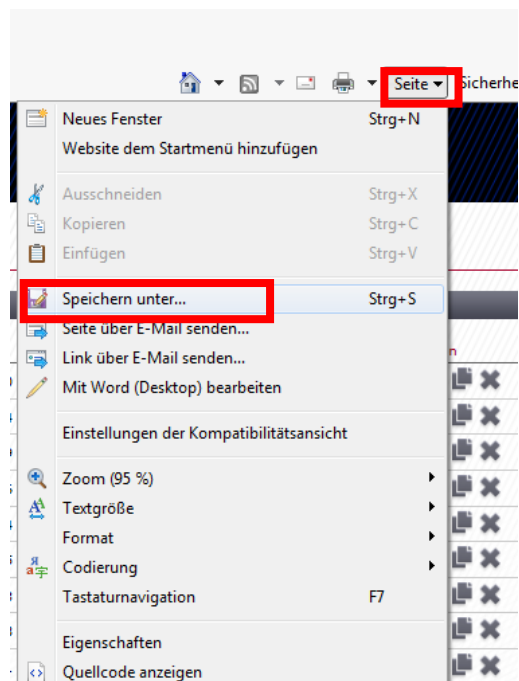 Seite
Sicherhe
Neues Fenster Strg+N
Website dem Startmenü hinzufügen
Ausschneiden Strg+X
Kopieren Strg+C
Einfügen Strg+V
Speichern unter... Strg+S
Seite über E-Mail senden...
Link über E-Mail senden...
Mit Word (Desktop) bearbeiten
Einstellungen der Kompatibilitätsansicht
Zoom (95 %)
Textgröße
Format
Codierung
Tastaturnavigation F7
Eigenschaften
Quellcode anzeigen